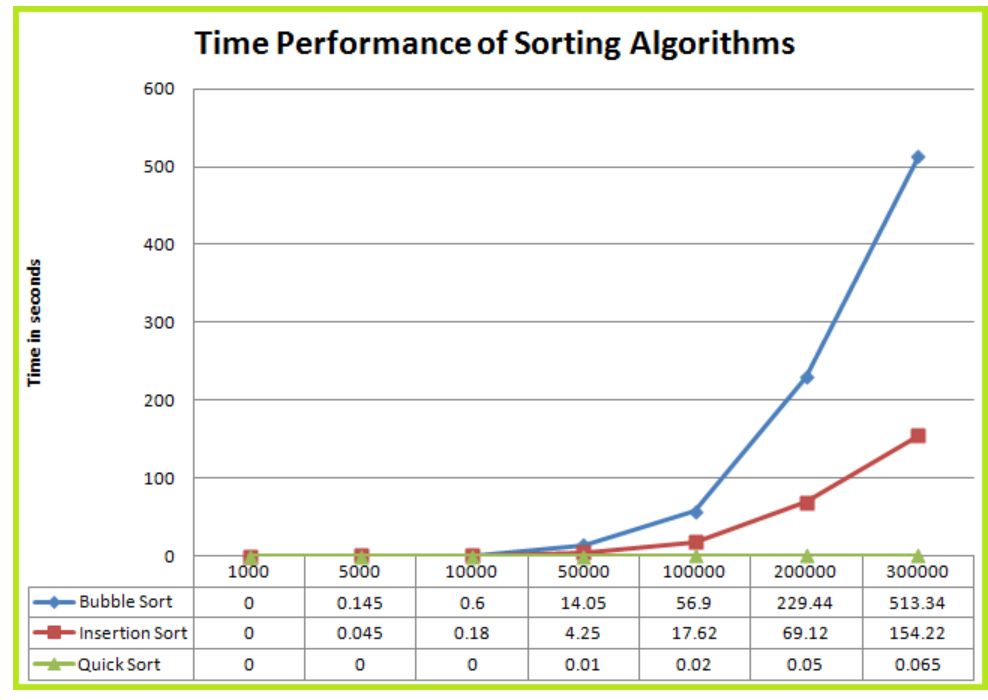 Time Performance of Sorting Algorithms
600
500
400
300
200
100
0
Time in seconds
1000 5000 10000 50000 100000 200000 300000
Bubble Sort 0 0.145 0.6 14.05 56.9 229.44 513.34
Insertion Sort 0 0.045 0.18 4.25 17.62 69.12 154.22
Quick Sort 0 0 0 0.01 0.02 0.05 0.065